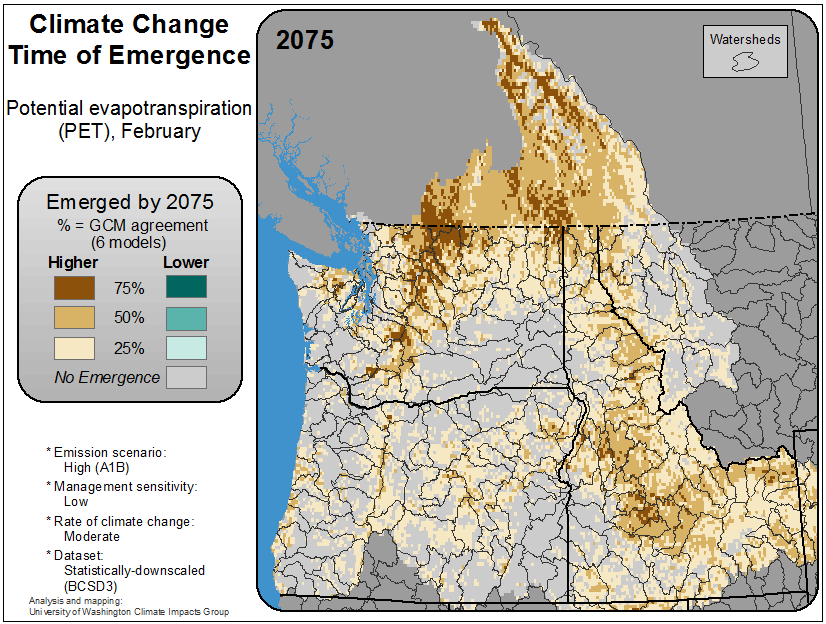 Climate Change
Time of Emergence
Potential evapotranspiration
(PET), February
Emerged by 2075
% = GCM agreement
(6 models)
Higher Lower
75%
50%
25%
No Emergence
* Emission scenario:
High (A1B)
* Management sensitivity:
Low
* Rate of climate change:
Moderate
* Dataset:
Statistically-downscaled
(BCSD3)
Analysis and mapping:
University of Washington Climate Impacts Group
2075
Watersheds